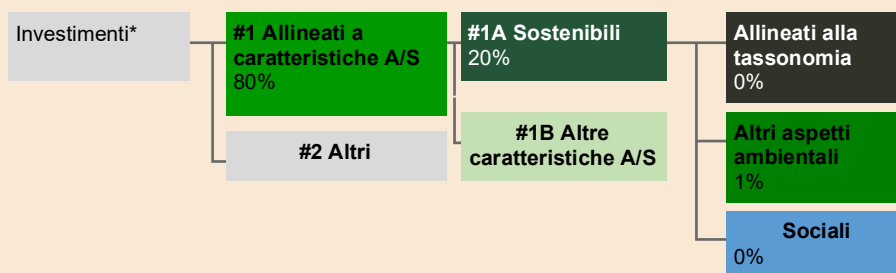 Investimenti*
#1 Allineati a
caratteristiche A/S
80%
#2 Altri
#1A Sostenibili
20%
#1B Altre
caratteristiche A/S
Allineati alla
tassonomia
0%
Altri aspetti
ambientali
1%
Sociali
0%